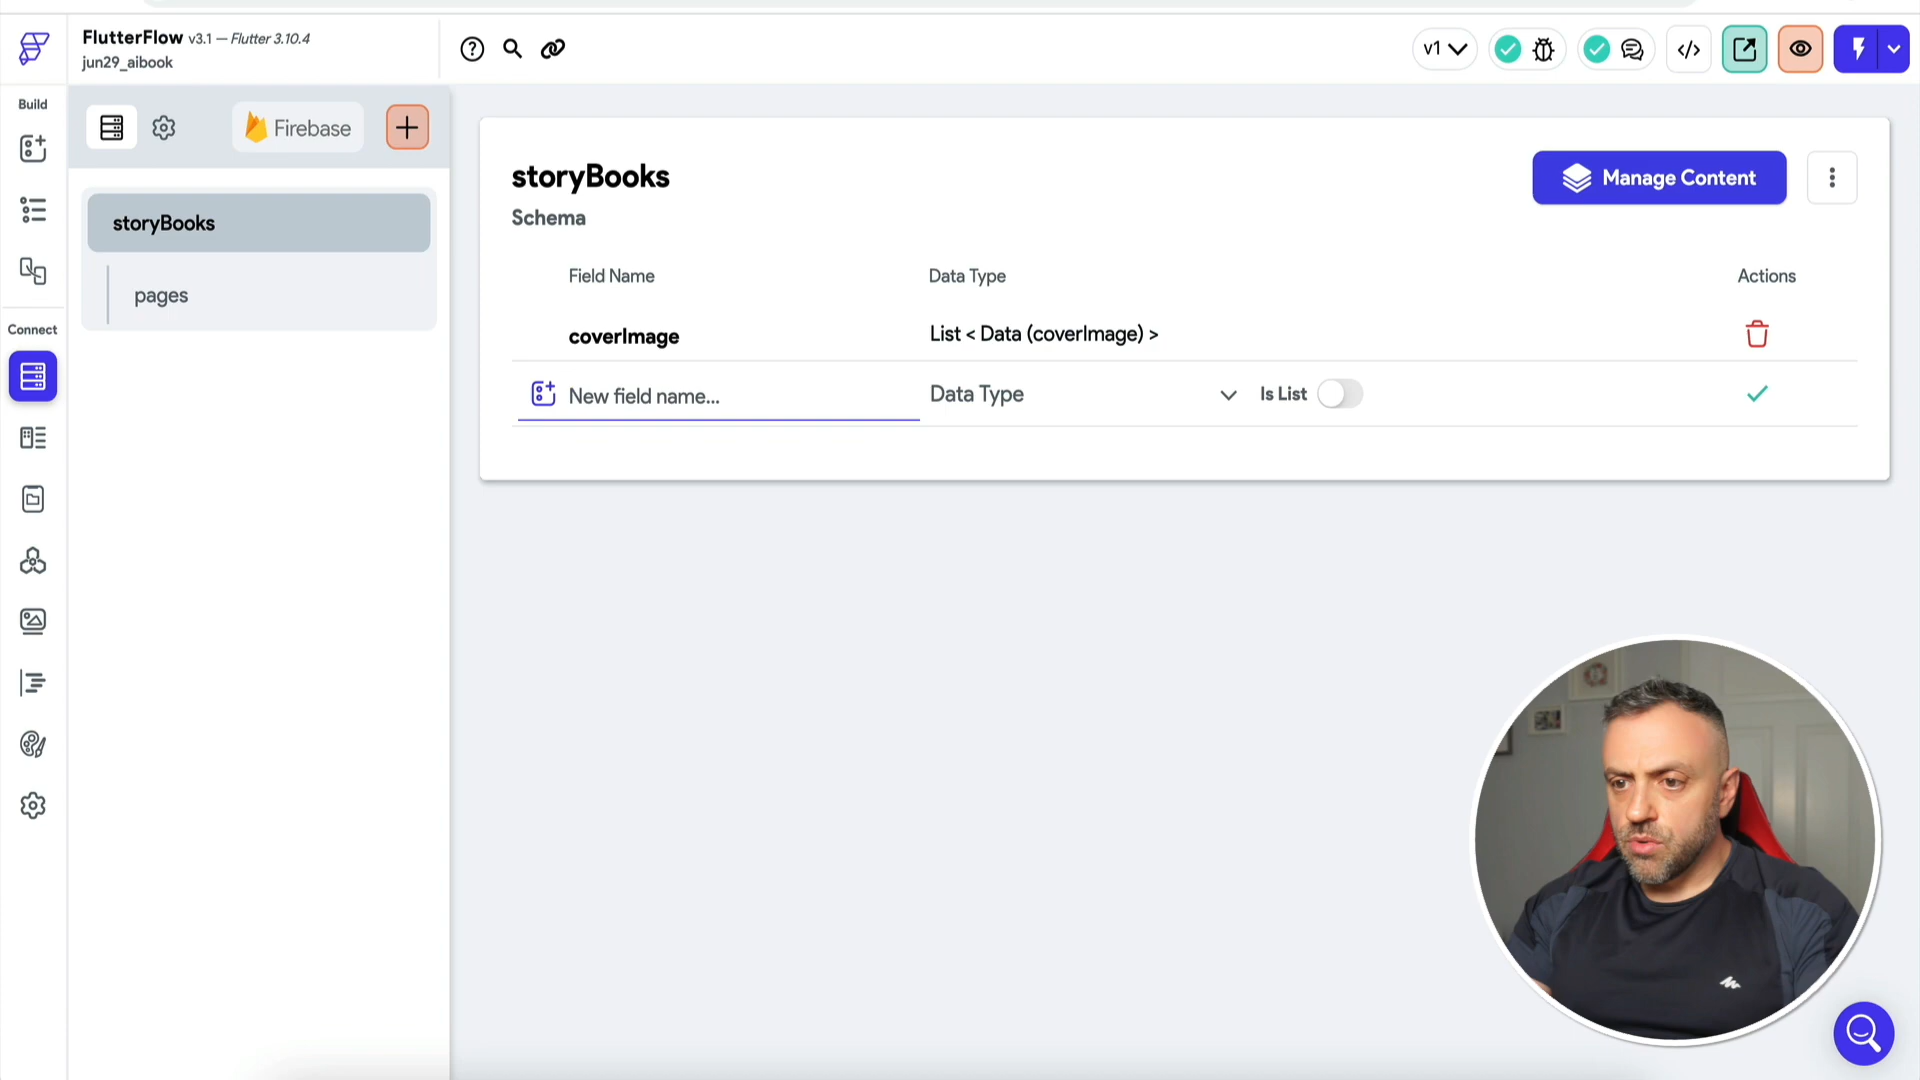 FlutterFlow v3.1 — Flutter 3.10.4
jun29_aibook
v1
Build
Firebase
storyBooks
pages
Connect
storyBooks
Manage Content
Schema
Field Name
Data Type
Actions
coverImage
List < Data (coverImage) >
New field name...
Data Type
Is List